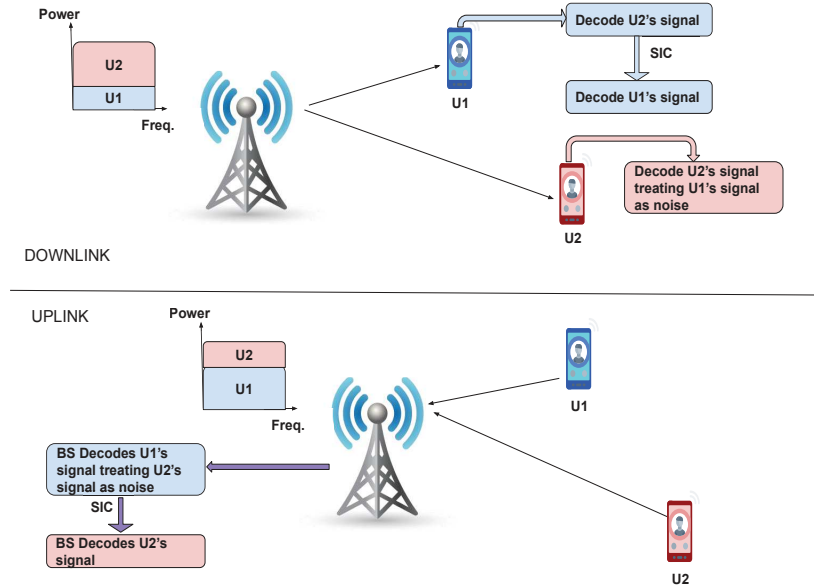 Power
U2
U1
Freq.
U1
Decode U2's signal
SIC
Decode U1's signal
U2
Decode U2's signal
treating U1's signal
as noise
DOWNLINK
UPLINK
Power
U2
U1
Freq.
U1
BS Decodes U1's
signal treating U2's
signal as noise
SIC
BS Decodes U2's
signal
U2